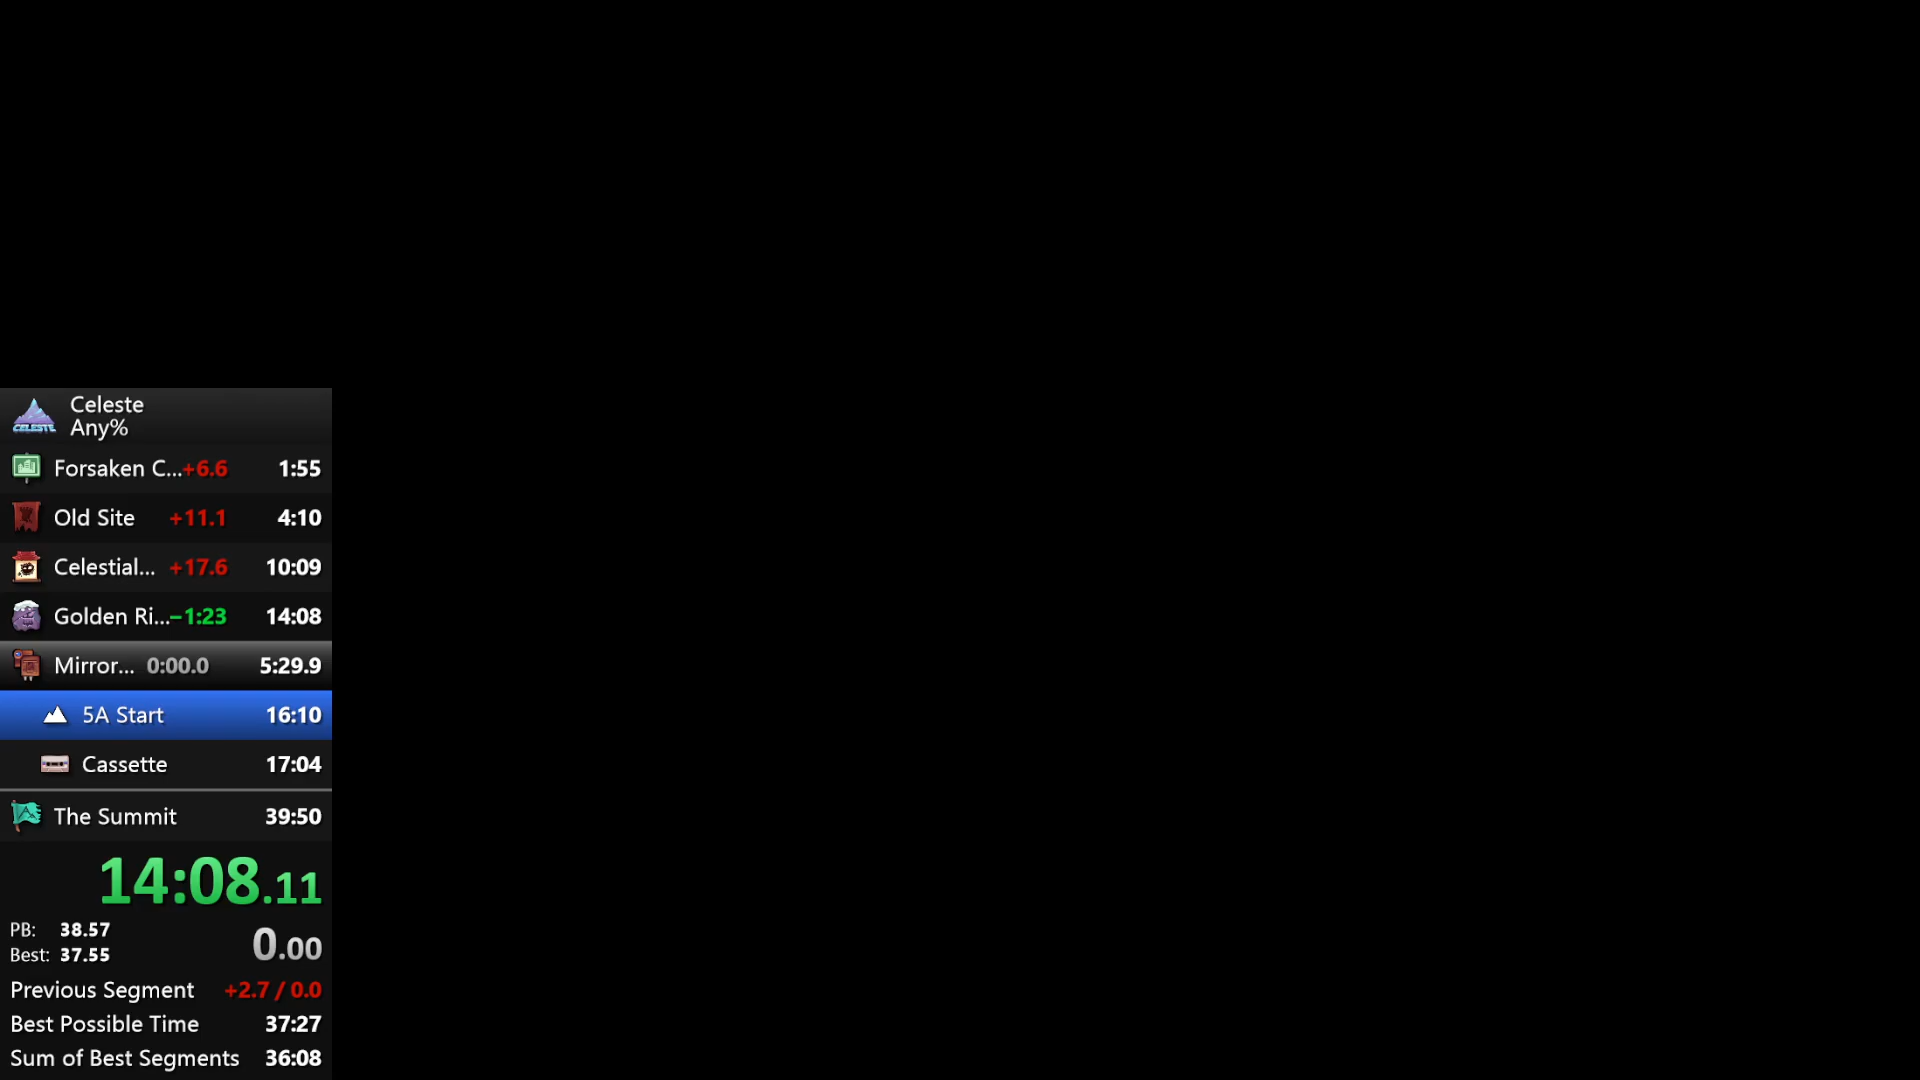 Celeste
Any%
Forsaken C... +6.6 1:55
Old Site +11.1 4:10
Celestial... +17.6 10:09
Golden Ri... −1:23 14:08
Mirror... 0:00.0 5:29.9
5A Start 16:10
Cassette 17:04
The Summit 39:50
14:08.11
PB: 38.57
Best: 37.55
0.00
Previous Segment +2.7 / 0.0
Best Possible Time 37:27
Sum of Best Segments 36:08